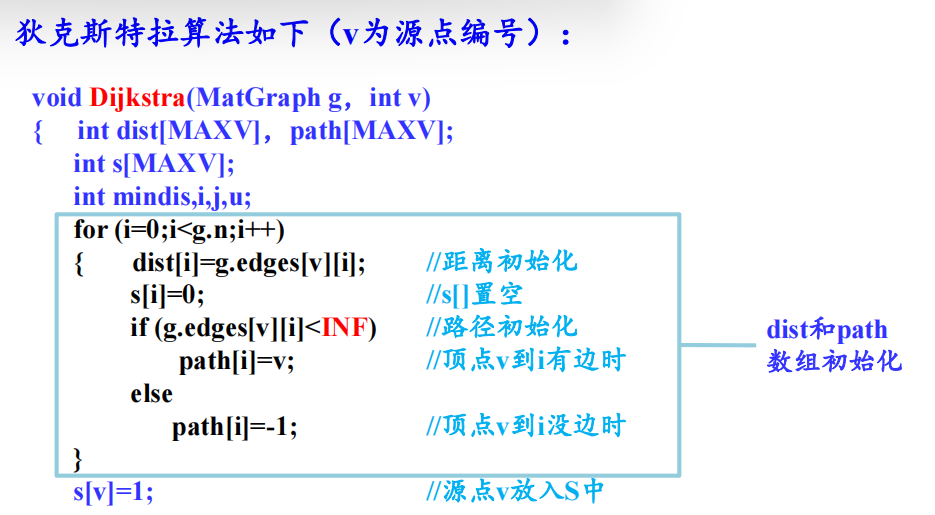 狄克斯特拉算法如下（v为源点编号）：
void Dijkstra(MatGraph g，int v)
{ int dist[MAXV]，path[MAXV];
int s[MAXV];
int mindis,i,j,u;
for (i=0;i<g.n;i++)
{ dist[i]=g.edges[v][i]; //距离初始化
s[i]=0; //s[]置空
if (g.edges[v][i]<INF) //路径初始化
path[i]=v; //顶点v到i有边时
else
path[i]=-1; //顶点v到i没边时
}
s[v]=1; //源点v放入S中
dist和path
数组初始化